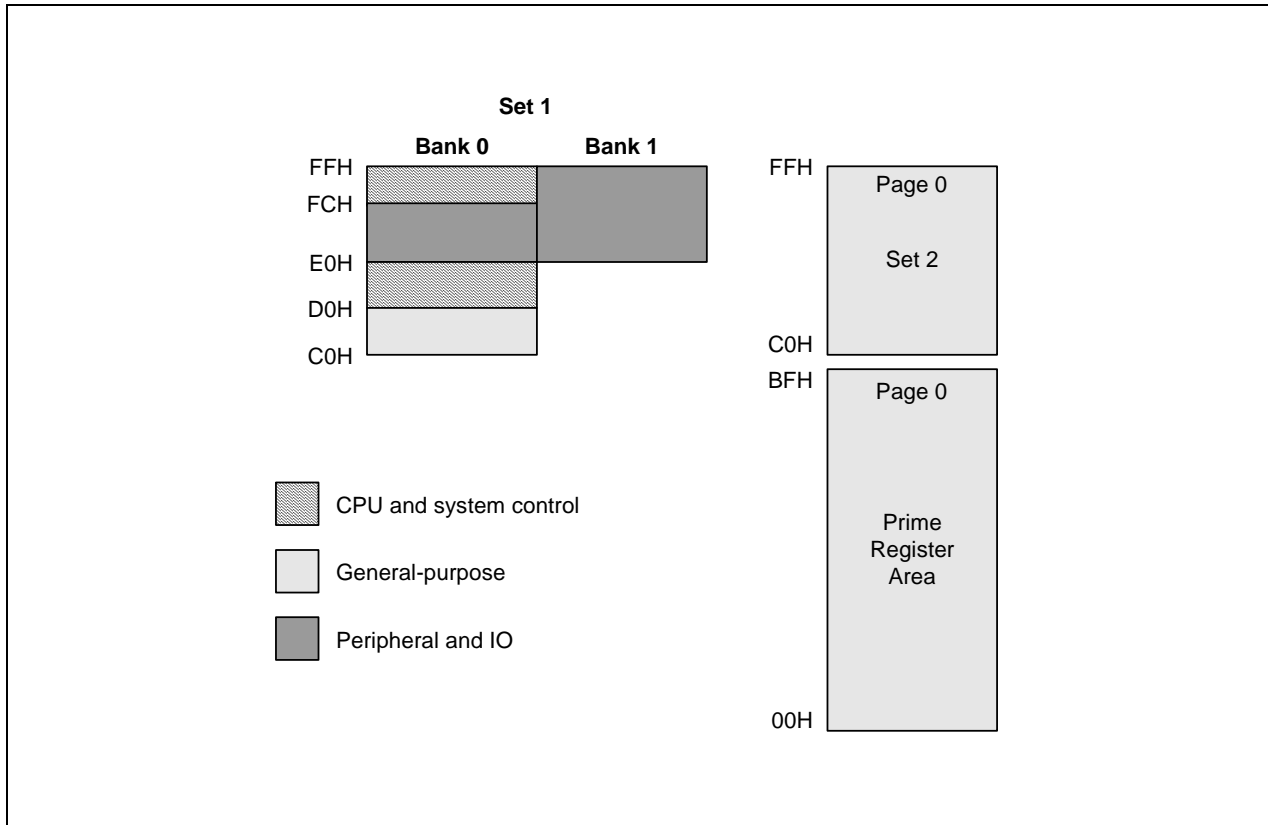 Set 1
Bank 0
Bank 1
FFH
FCH
E0H
D0H
C0H
FFH
Page 0
Set 2
C0H
BFH
Page 0
Prime
Register
Area
00H
CPU and system control
General-purpose
Peripheral and IO